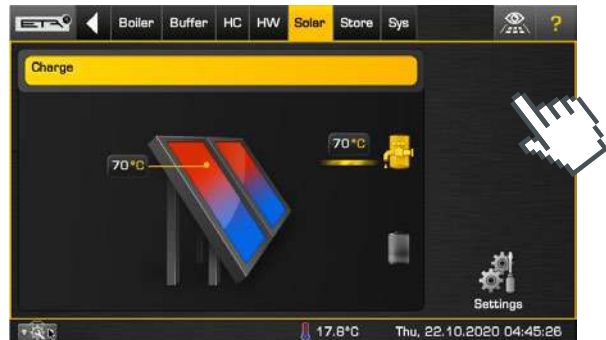 ETA
Boiler Buffer HC HW Solar Store Sys ?
Charge
70°C
70°C
Settings
17.8°C Thu, 22.10.2020 04:45:26